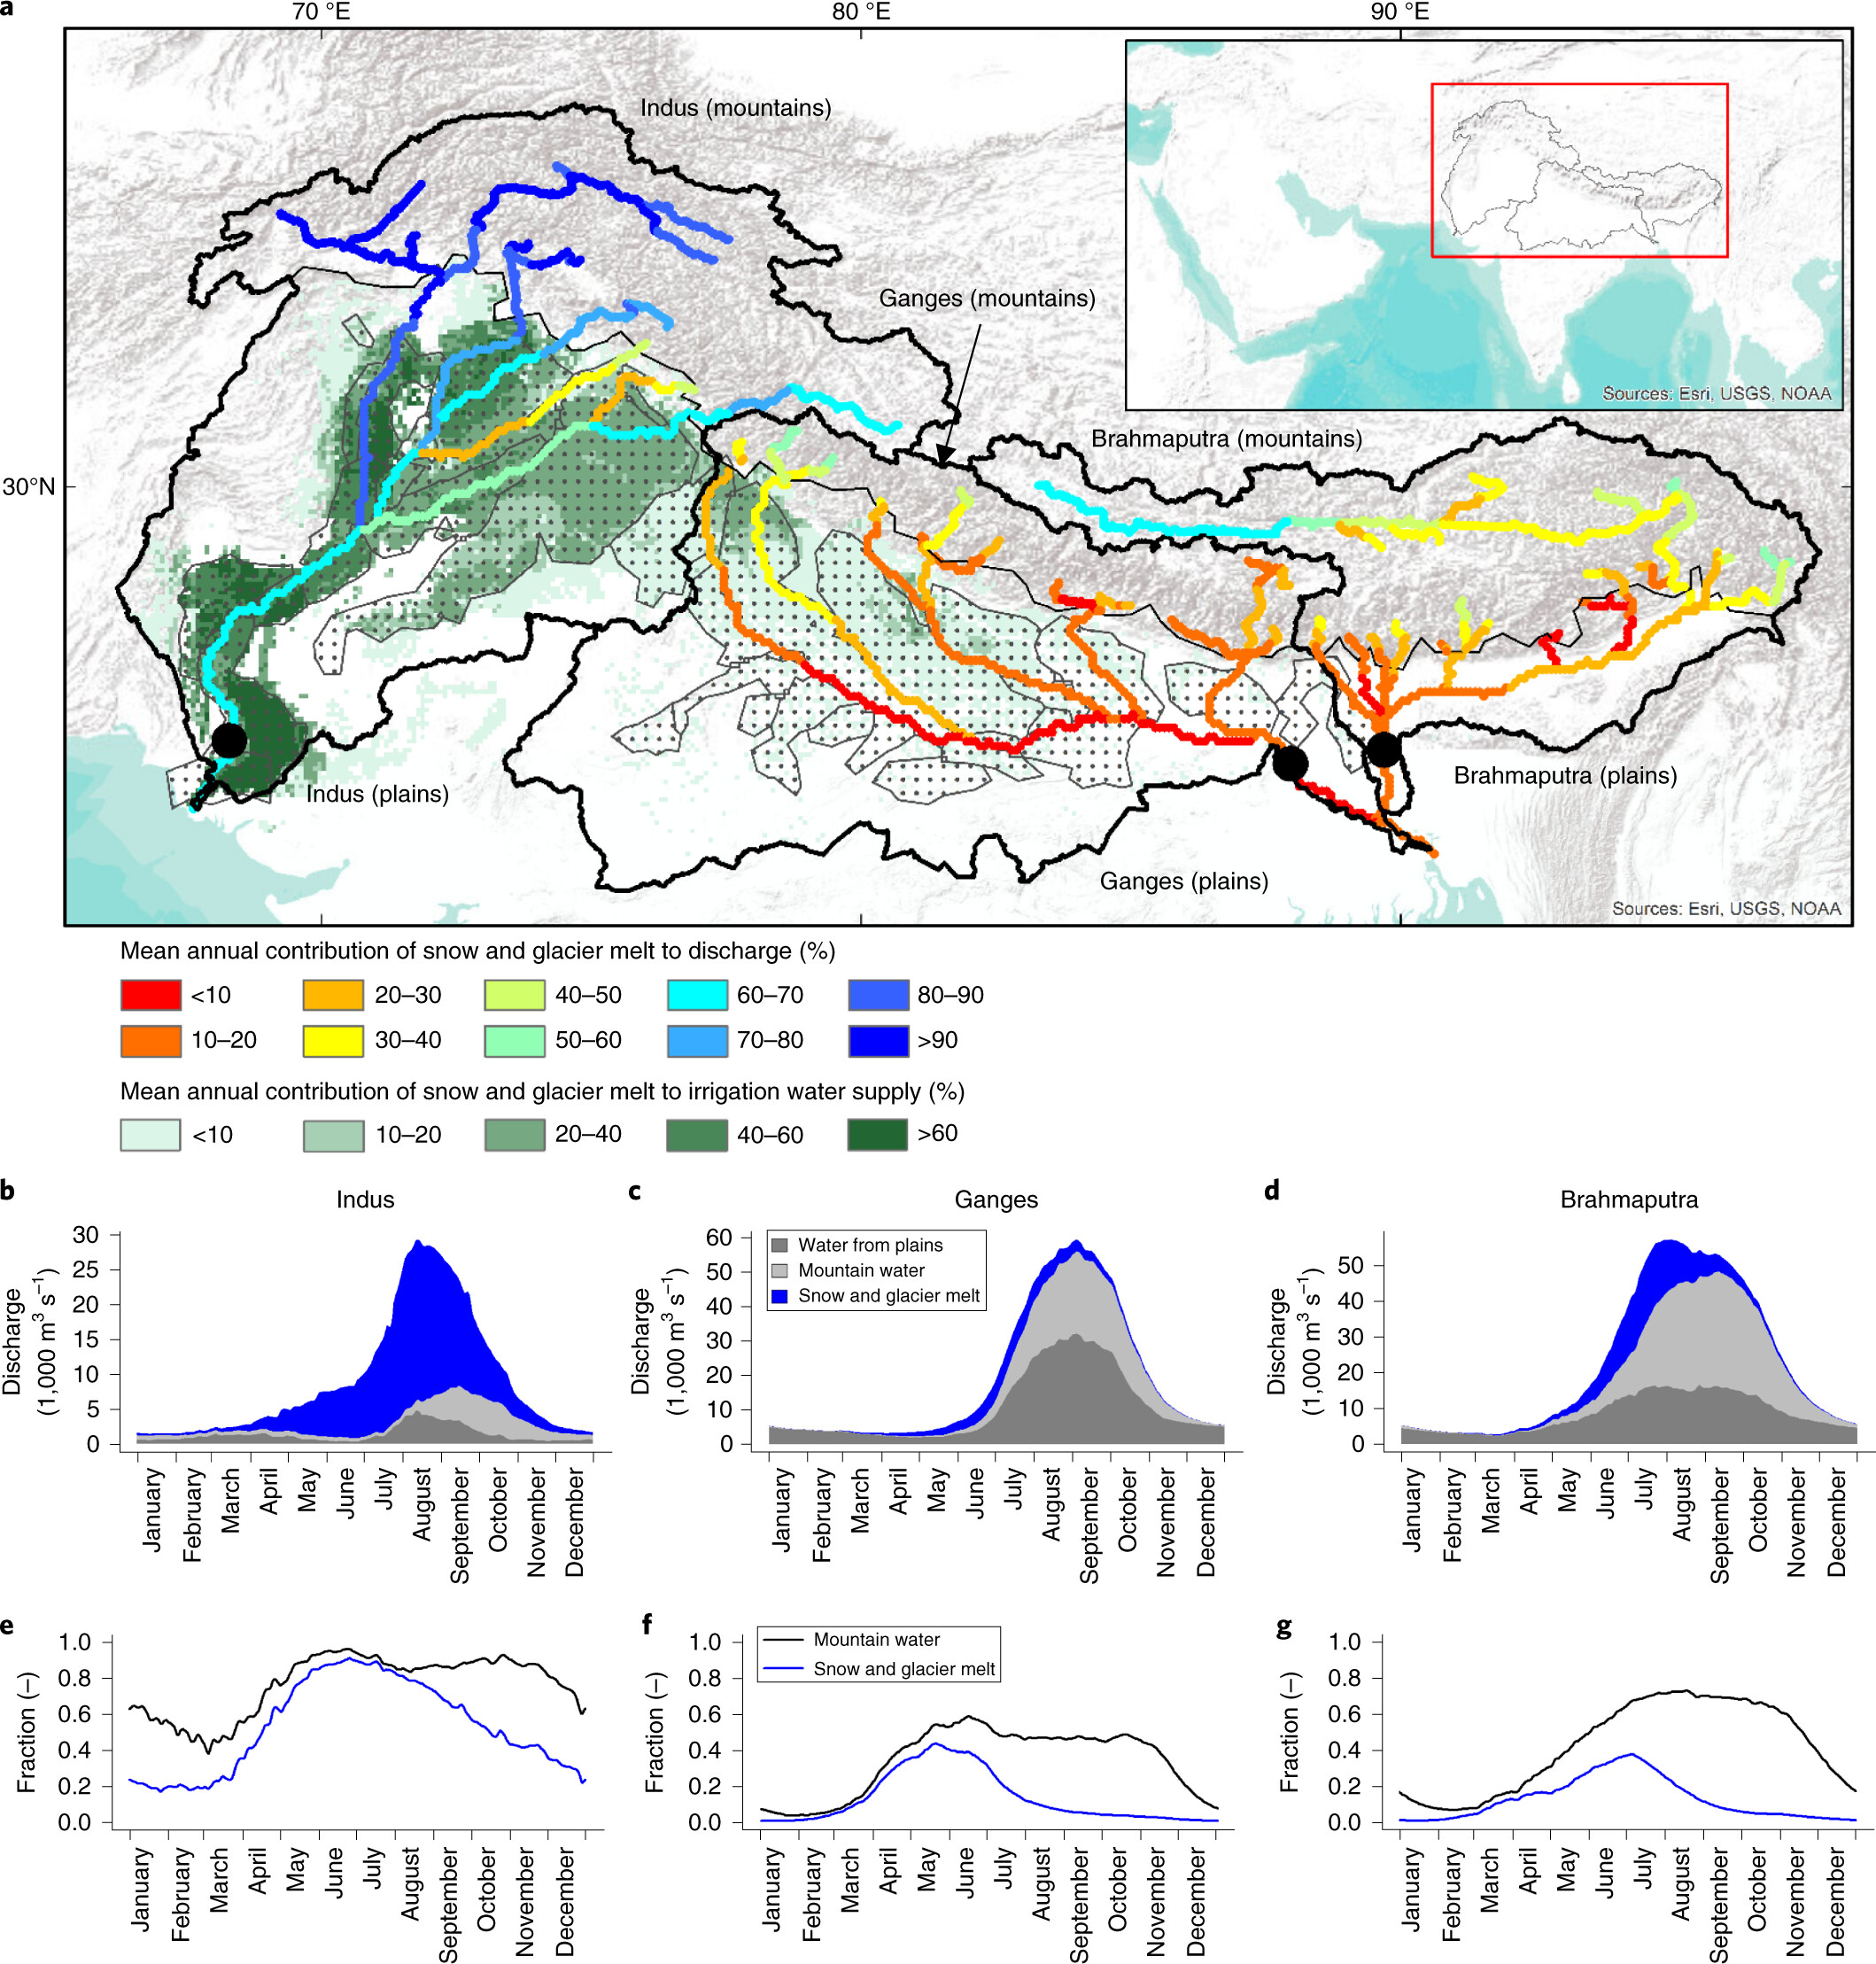 a
70 °E 80 °E 90 °E
Indus (mountains)
Ganges (mountains)
Sources: Esri, USGS, NOAA
Brahmaputra (mountains)
30°N
Indus (plains)
Brahmaputra (plains)
Ganges (plains)
Sources: Esri, USGS, NOAA
Mean annual contribution of snow and glacier melt to discharge (%)
<10 20–30 40–50 60–70 80–90
10–20 30–40 50–60 70–80 >90
Mean annual contribution of snow and glacier melt to irrigation water supply (%)
<10 10–20 20–40 40–60 >60
b
Indus
Discharge
(1,000 m³ s⁻¹)
30
25
20
15
10
5
0
January
February
March
April
May
June
July
August
September
October
November
December
c
Ganges
Discharge
(1,000 m³ s⁻¹)
60
50
40
30
20
10
0
Water from plains
Mountain water
Snow and glacier melt
January
February
March
April
May
June
July
August
September
October
November
December
d
Brahmaputra
Discharge
(1,000 m³ s⁻¹)
50
40
30
20
10
0
January
February
March
April
May
June
July
August
September
October
November
December
e
Fraction (–)
1.0
0.8
0.6
0.4
0.2
0.0
January
February
March
April
May
June
July
August
September
October
November
December
f
Fraction (–)
1.0
0.8
0.6
0.4
0.2
0.0
Mountain water
Snow and glacier melt
January
February
March
April
May
June
July
August
September
October
November
December
g
Fraction (–)
1.0
0.8
0.6
0.4
0.2
0.0
January
February
March
April
May
June
July
August
September
October
November
December